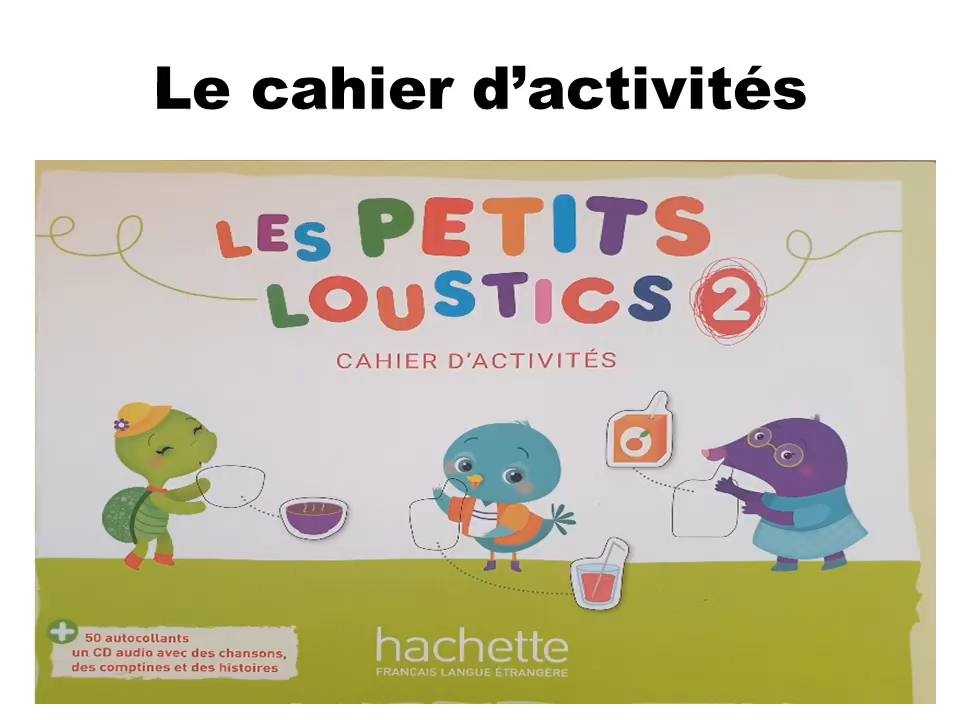 Le cahier d’activités
LES PETITS
LOUSTICS 2
CAHIER D'ACTIVITÉS
+ 50 autocollants
un CD audio avec des chansons,
des comptines et des histoires
hachette
FRANÇAIS LANGUE ÉTRANGÈRE